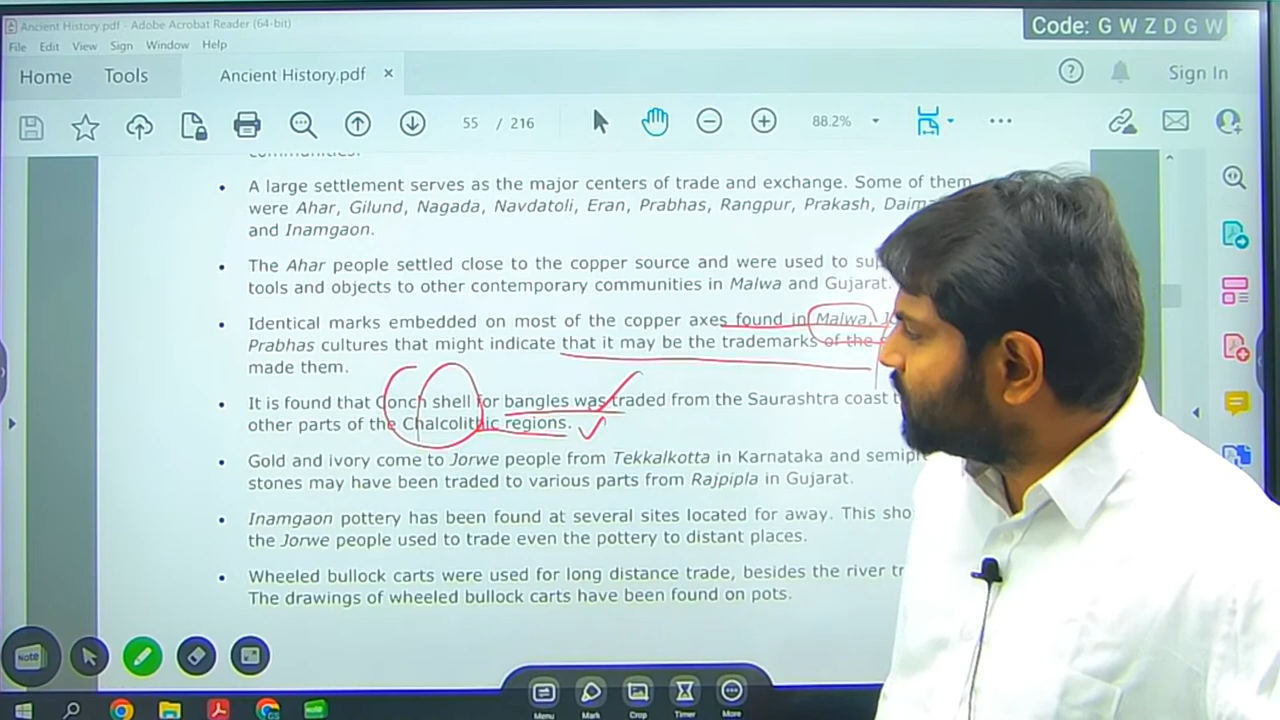 Ancient History.pdf - Adobe Acrobat Reader (64-bit)
Code: G W Z D G W
File Edit View Sign Window Help
Home Tools Ancient History.pdf × Sign In
55 / 216 88.2%
communities.
• A large settlement serves as the major centers of trade and exchange. Some of them
were Ahar, Gilund, Nagada, Navdatoli, Eran, Prabhas, Rangpur, Prakash,
and Inamgaon.
• The Ahar people settled close to the copper source and were used to
tools and objects to other contemporary communities in Malwa and Gujarat.
• Identical marks embedded on most of the copper axes found in Malwa,
Prabhas cultures that might indicate that it may be the trademarks of the
made them.
• It is found that Conch shell for bangles was traded from the Saurashtra coast
other parts of the Chalcolithic regions.
• Gold and ivory come to Jorwe people from Tekkalkotta in Karnataka and
stones may have been traded to various parts from Rajpipla in Gujarat.
• Inamgaon pottery has been found at several sites located for away. This
the Jorwe people used to trade even the pottery to distant places.
• Wheeled bullock carts were used for long distance trade, besides the river
The drawings of wheeled bullock carts have been found on pots.
Note
Menu Mark Crop Timer More